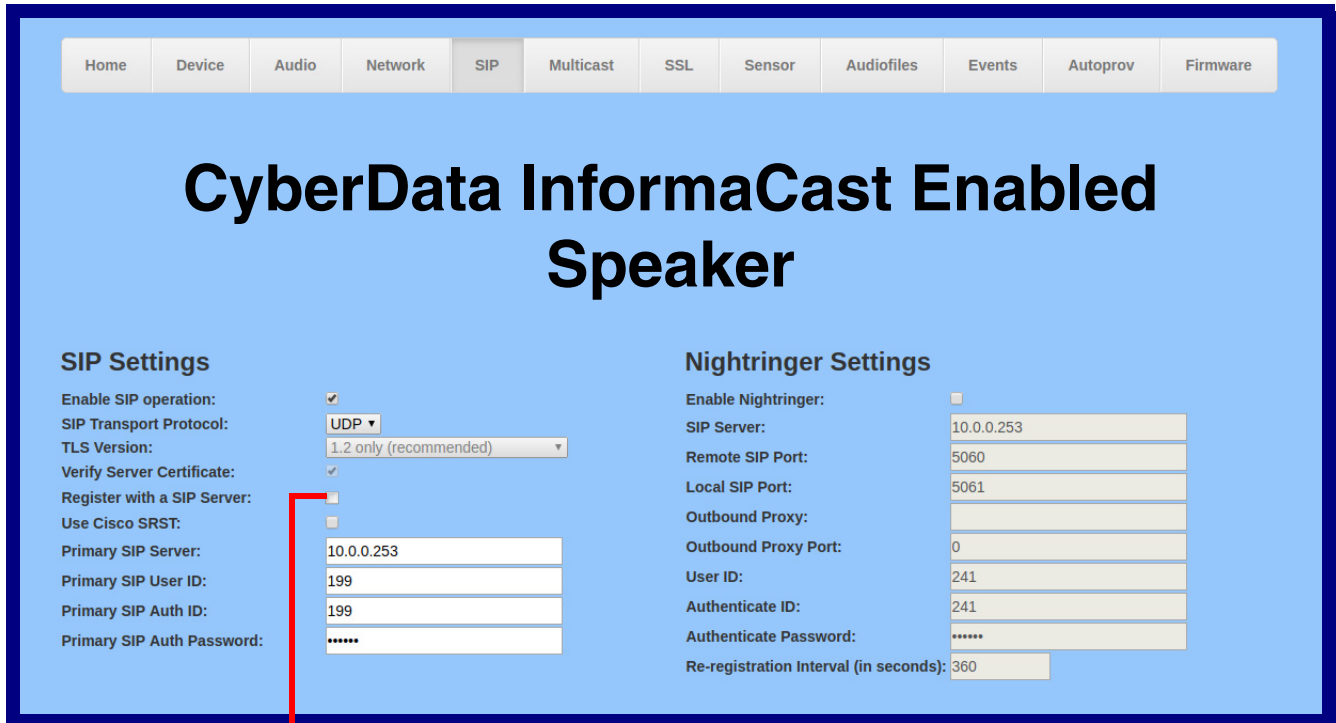 Home Device Audio Network SIP Multicast SSL Sensor Audiofiles Events Autoprov Firmware
CyberData InformaCast Enabled
Speaker
SIP Settings
Enable SIP operation:
SIP Transport Protocol: UDP
TLS Version: 1.2 only (recommended)
Verify Server Certificate:
Register with a SIP Server:
Use Cisco SRST:
Primary SIP Server: 10.0.0.253
Primary SIP User ID: 199
Primary SIP Auth ID: 199
Primary SIP Auth Password: ••••••
Nightringer Settings
Enable Nightringer:
SIP Server: 10.0.0.253
Remote SIP Port: 5060
Local SIP Port: 5061
Outbound Proxy:
Outbound Proxy Port: 0
User ID: 241
Authenticate ID: 241
Authenticate Password: ••••••
Re-registration Interval (in seconds): 360